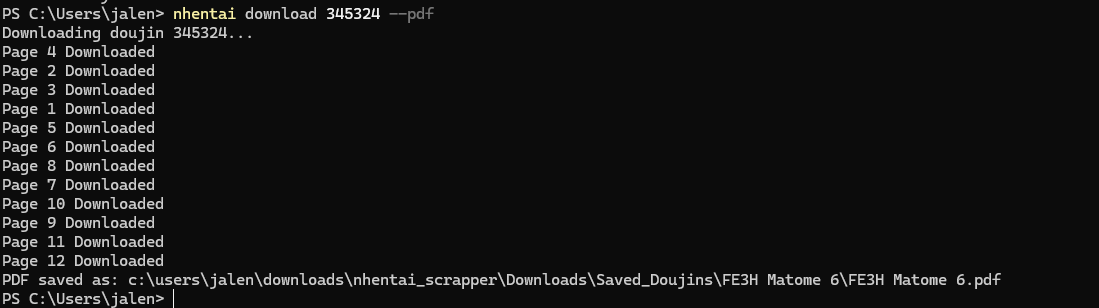 PS C:\Users\jalen> nhentai download 345324 --pdf
Downloading doujin 345324...
Page 4 Downloaded
Page 2 Downloaded
Page 3 Downloaded
Page 1 Downloaded
Page 5 Downloaded
Page 6 Downloaded
Page 8 Downloaded
Page 7 Downloaded
Page 10 Downloaded
Page 9 Downloaded
Page 11 Downloaded
Page 12 Downloaded
PDF saved as: c:\users\jalen\downloads\nhentai_scrapper\Downloads\Saved_Doujins\FE3H Matome 6\FE3H Matome 6.pdf
PS C:\Users\jalen>